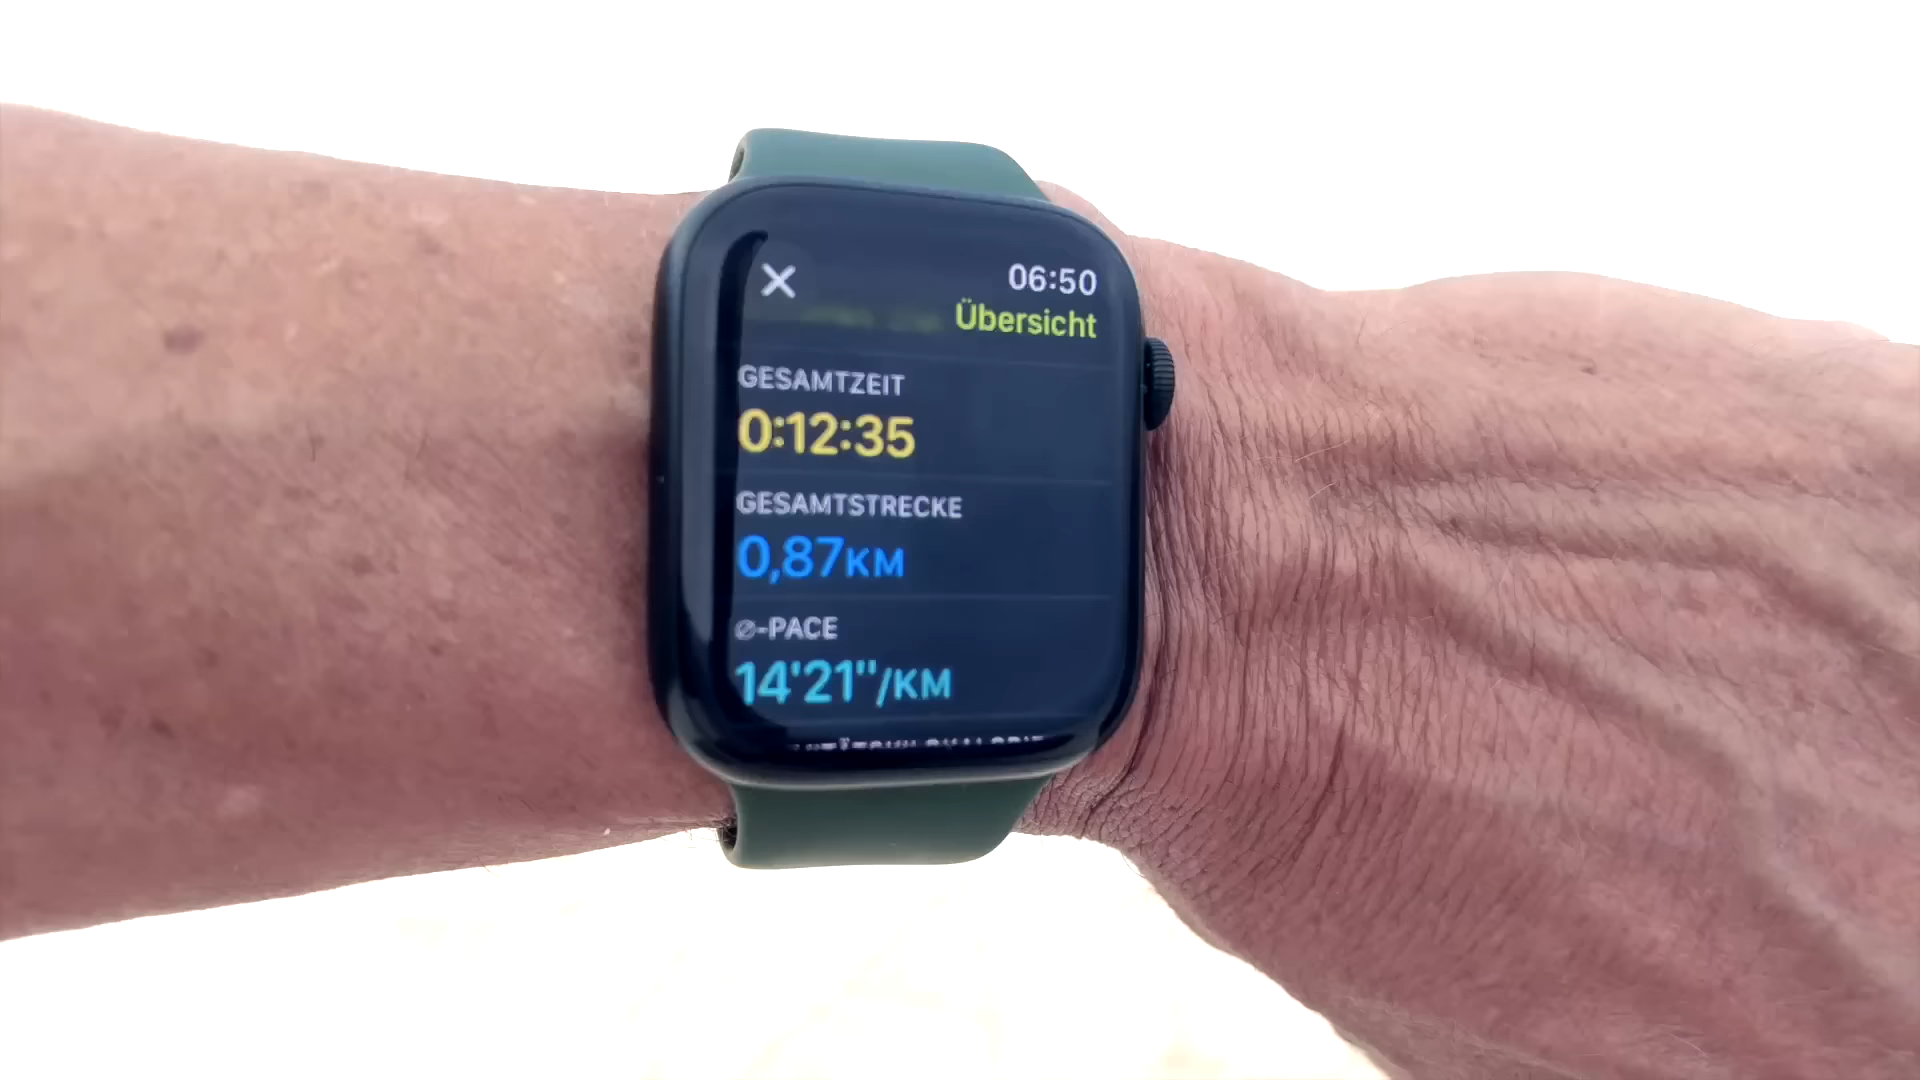 06:50
Übersicht
GESAMTZEIT
0:12:35
GESAMTSTRECKE
0,87KM
⌀-PACE
14'21"/KM